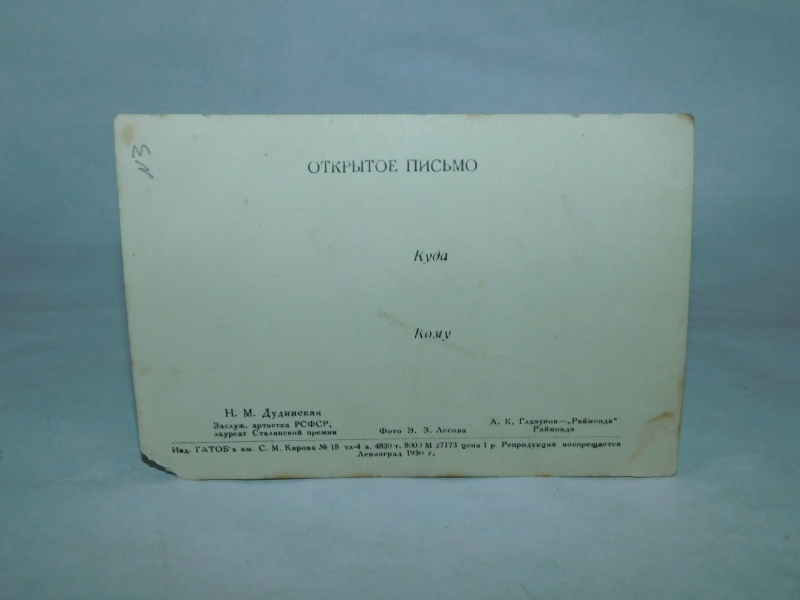 N3
ОТКРЫТОЕ ПИСЬМО
Куда
Кому
Н. М. Дудинская
Заслуж. артистка РСФСР,
лауреат Сталинской премии
Фото Э. З. Лесова
А. К. Глазунов—„Раймонда"
Раймонда
Изд. ГАТОБ'а им. С. М. Кирова № 18 тл-4 а. 4820 т. 8000 М 27173 цена 1 р. Репродукция воспрещается
Ленинград г.